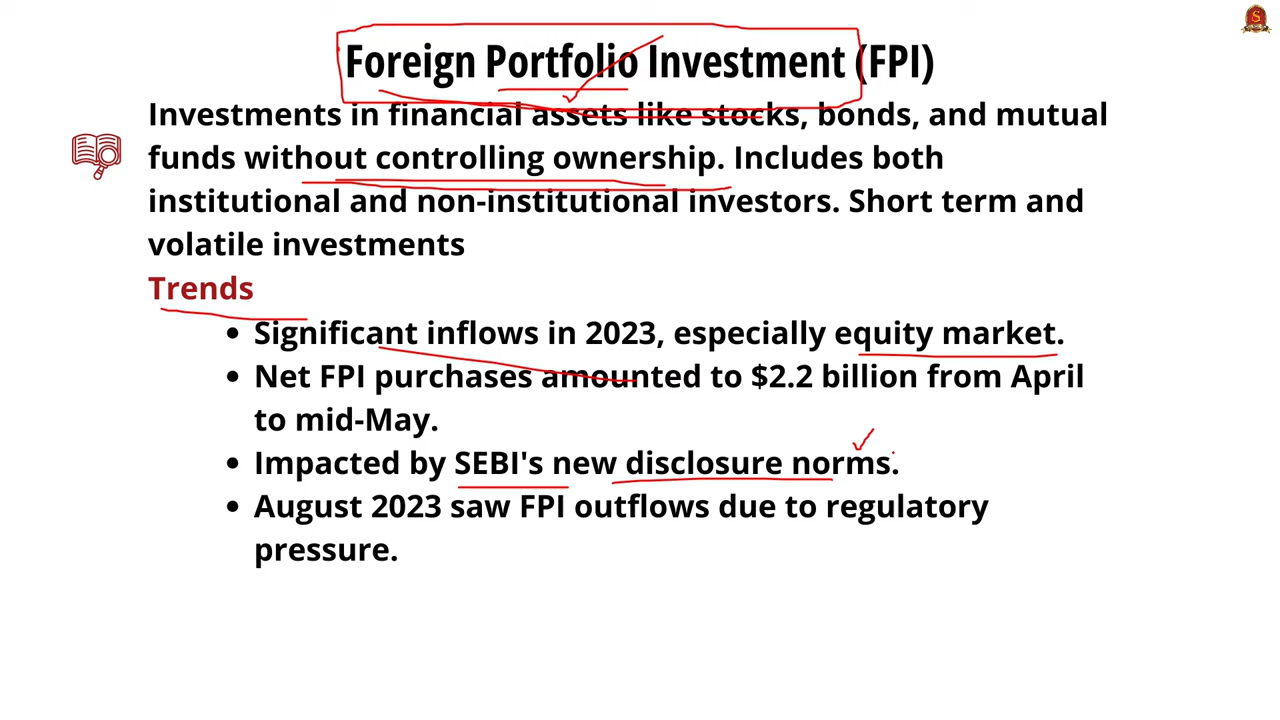 Foreign Portfolio Investment (FPI)
Investments in financial assets like stocks, bonds, and mutual
funds without controlling ownership. Includes both
institutional and non-institutional investors. Short term and
volatile investments
Trends
• Significant inflows in 2023, especially equity market.
• Net FPI purchases amounted to $2.2 billion from April
to mid-May.
• Impacted by SEBI's new disclosure norms.
• August 2023 saw FPI outflows due to regulatory
pressure.